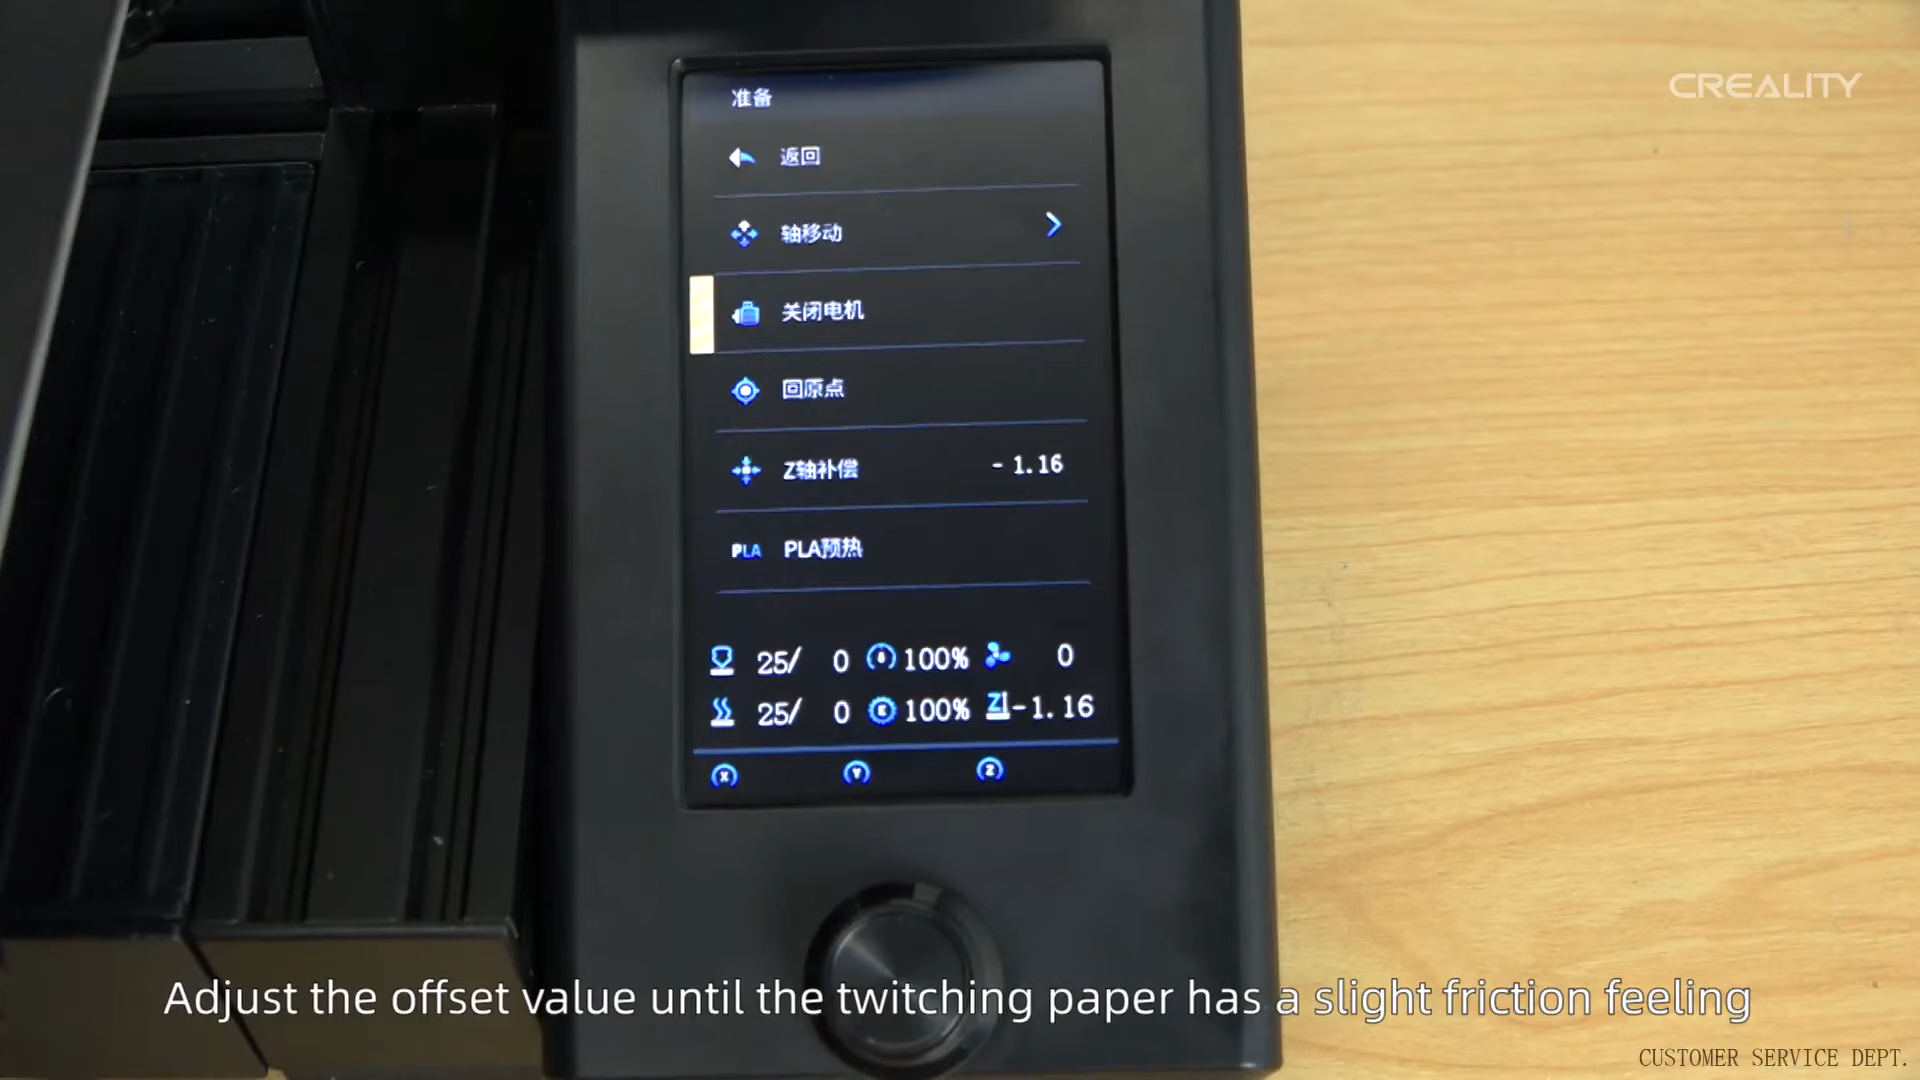 CREALITY
准备
返回
轴移动
关闭电机
回原点
Z轴补偿 -1.16
PLA PLA预热
25/ 0 100% 0
25/ 0 E 100% Z -1.16
X Y Z
Adjust the offset value until the twitching paper has a slight friction feeling
CUSTOMER SERVICE DEPT.